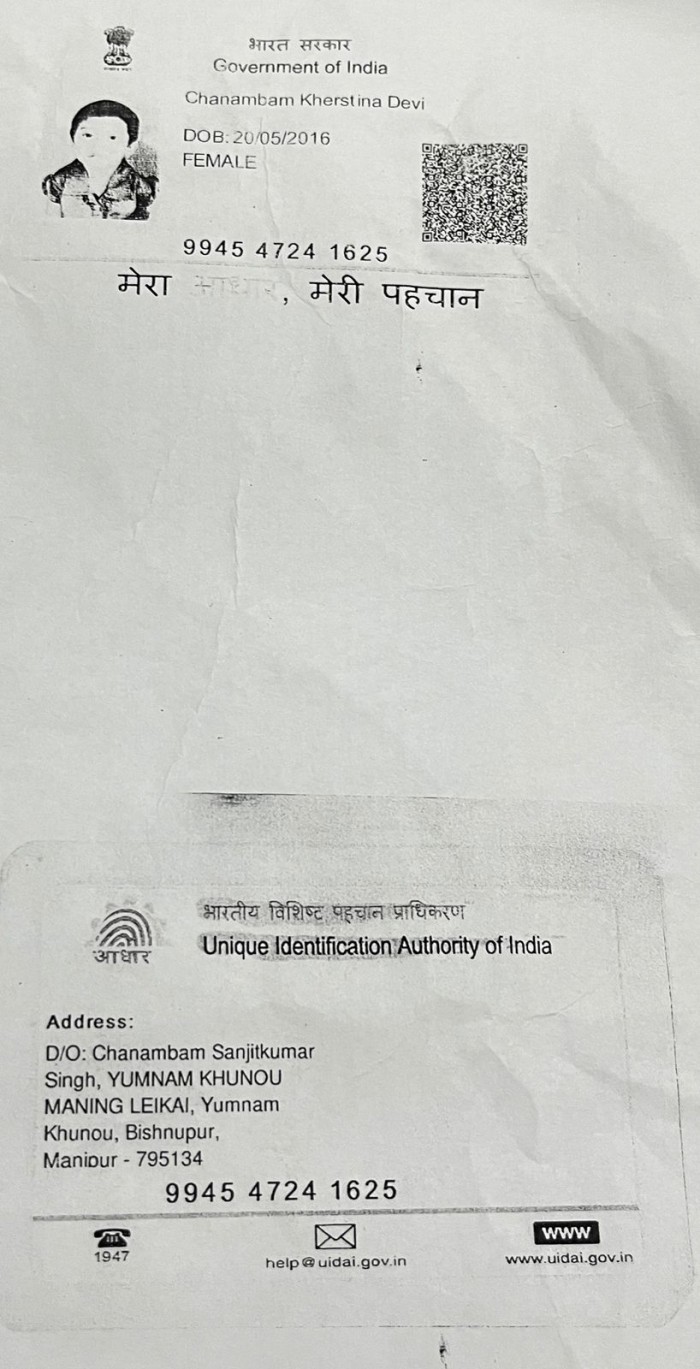 भारत सरकार
Government of India
Chanambam Kherstina Devi
DOB: 20/05/2016
FEMALE
9945 4724 1625
मेरा आधार, मेरी पहचान
भारतीय विशिष्ट पहचान प्राधिकरण
Unique Identification Authority of India
आधार
Address:
D/O: Chanambam Sanjitkumar
Singh, YUMNAM KHUNOU
MANING LEIKAI, Yumnam
Khunou, Bishnupur,
Manipur - 795134
9945 4724 1625
1947
help@uidai.gov.in
WWW
www.uidai.gov.in